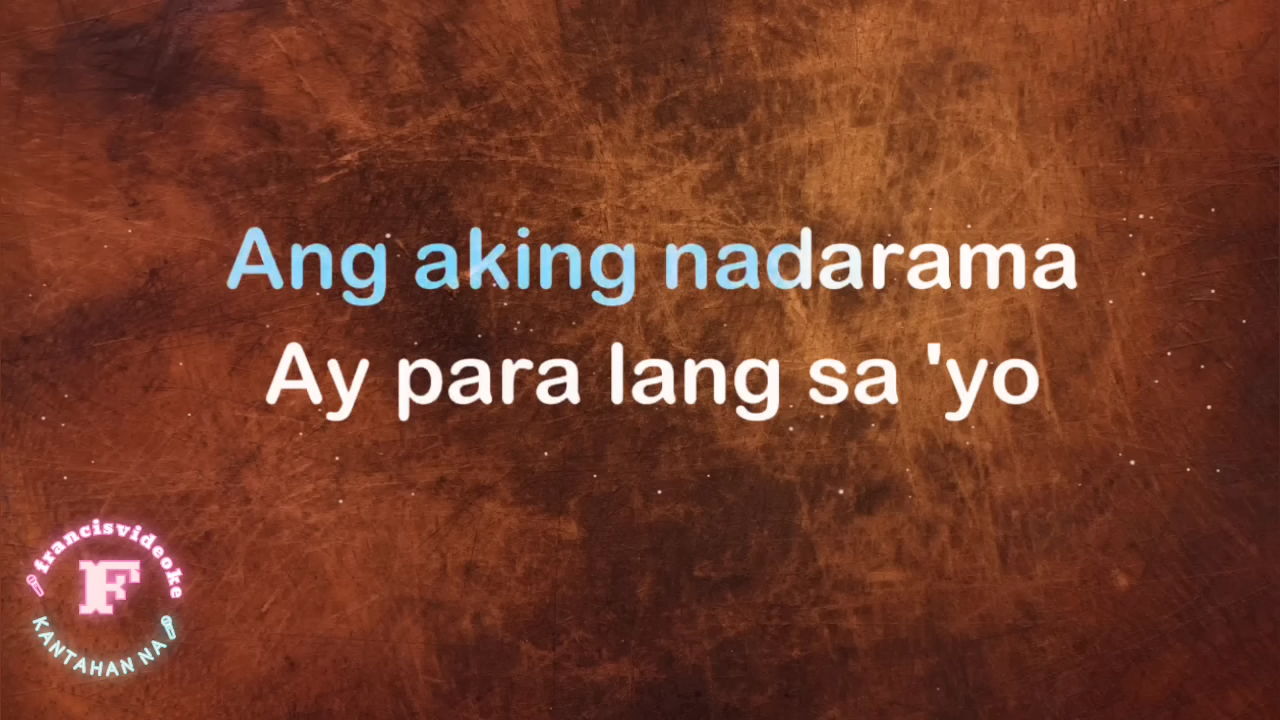 Ang aking nadarama
Ay para lang sa 'yo
francisvideoke
F
KANTAHAN NA